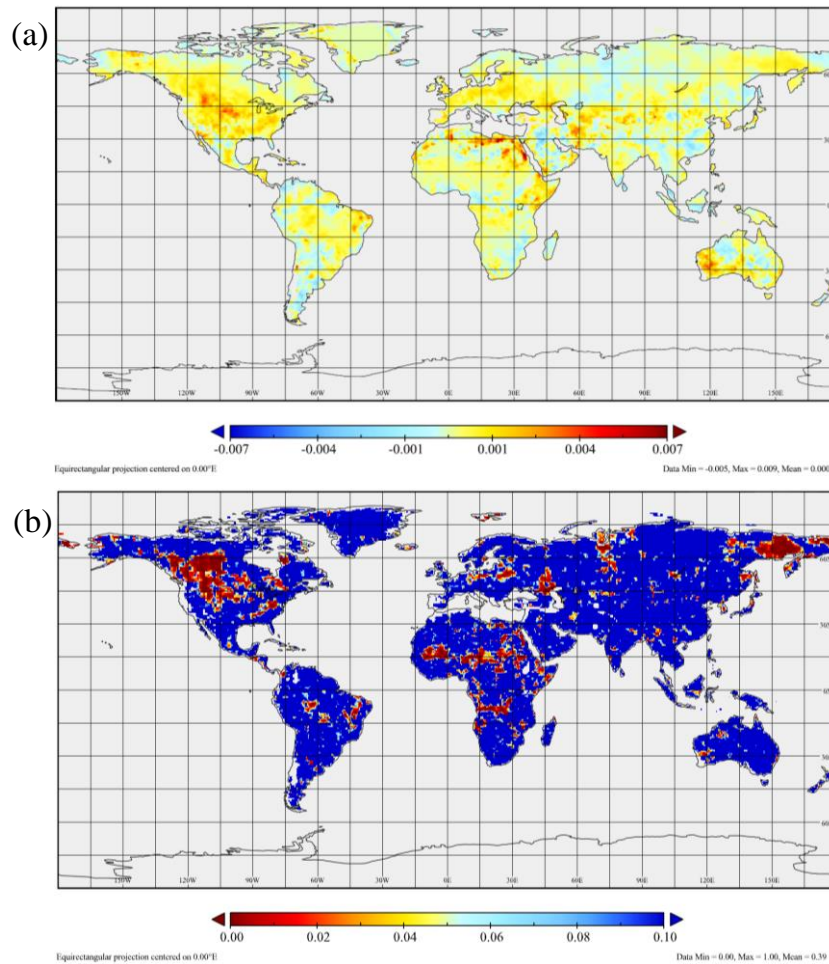 (a)
150W 120W 90W 60W 30W 0E 30E 60E 90E 120E 150E
-0.007 -0.004 -0.001 0.001 0.004 0.007
Equirectangular projection centered on 0.00°E Data Min = -0.005, Max = 0.009, Mean = 0.000
(b)
150W 120W 90W 60W 30W 0E 30E 60E 90E 120E 150E
0.00 0.02 0.04 0.06 0.08 0.10
Equirectangular projection centered on 0.00°E Data Min = 0.00, Max = 1.00, Mean = 0.39